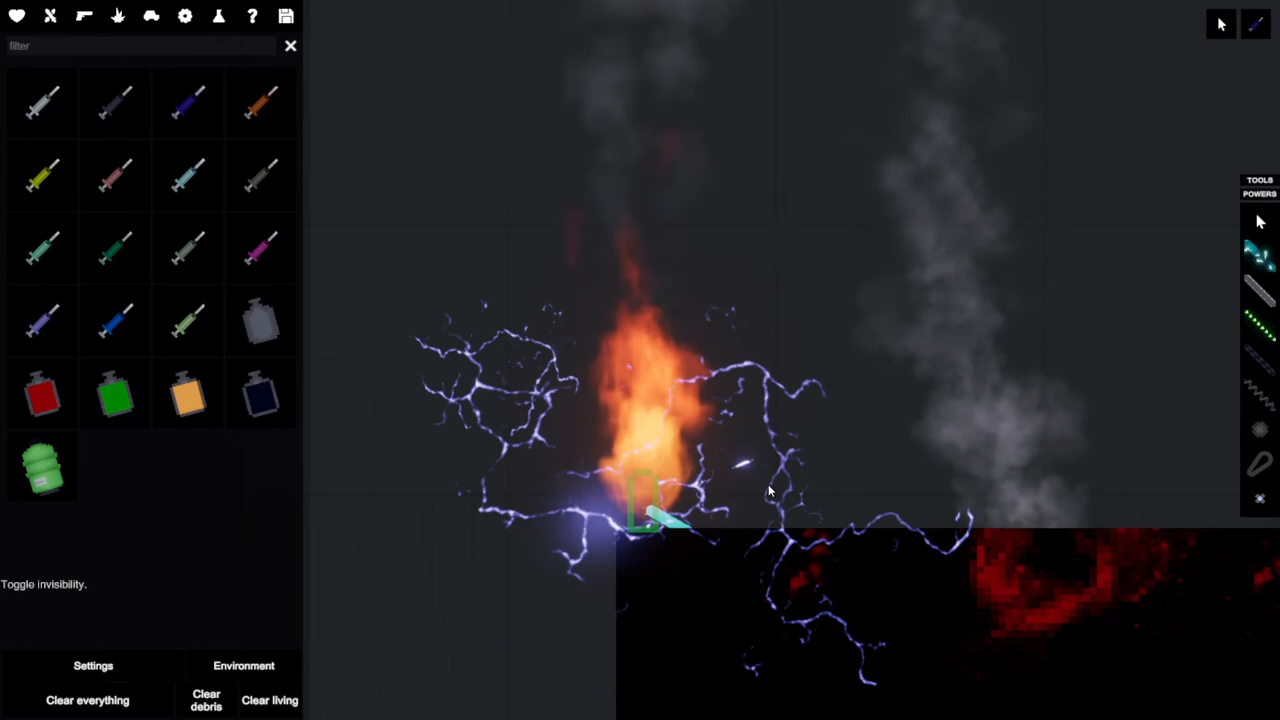 filter
TOOLS
POWERS
Toggle invisibility.
Settings
Environment
Clear everything
Clear
debris
Clear living